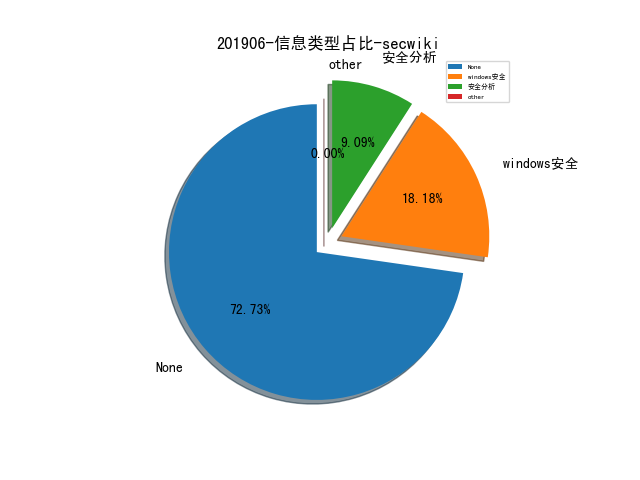 201906-信息类型占比-secwiki
安全分析
other
None
windows安全
安全分析
other
9.09%
0.00%
windows安全
18.18%
72.73%
None